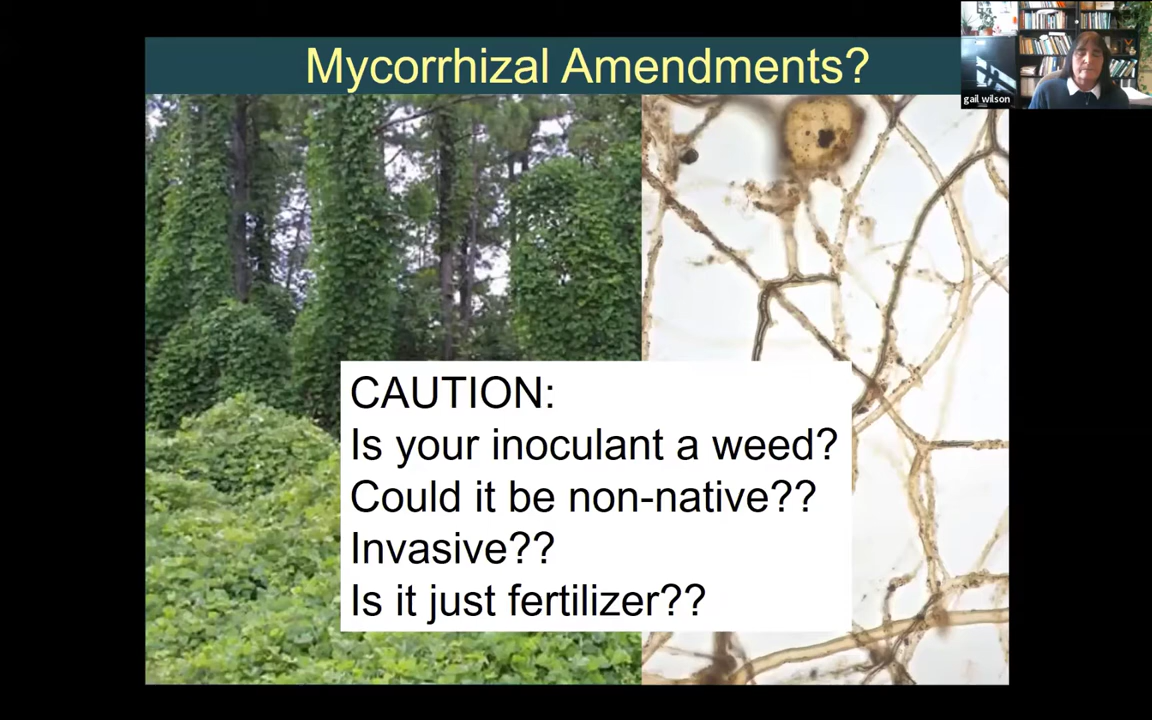 Mycorrhizal Amendments?
gail wilson
CAUTION:
Is your inoculant a weed?
Could it be non-native??
Invasive??
Is it just fertilizer??